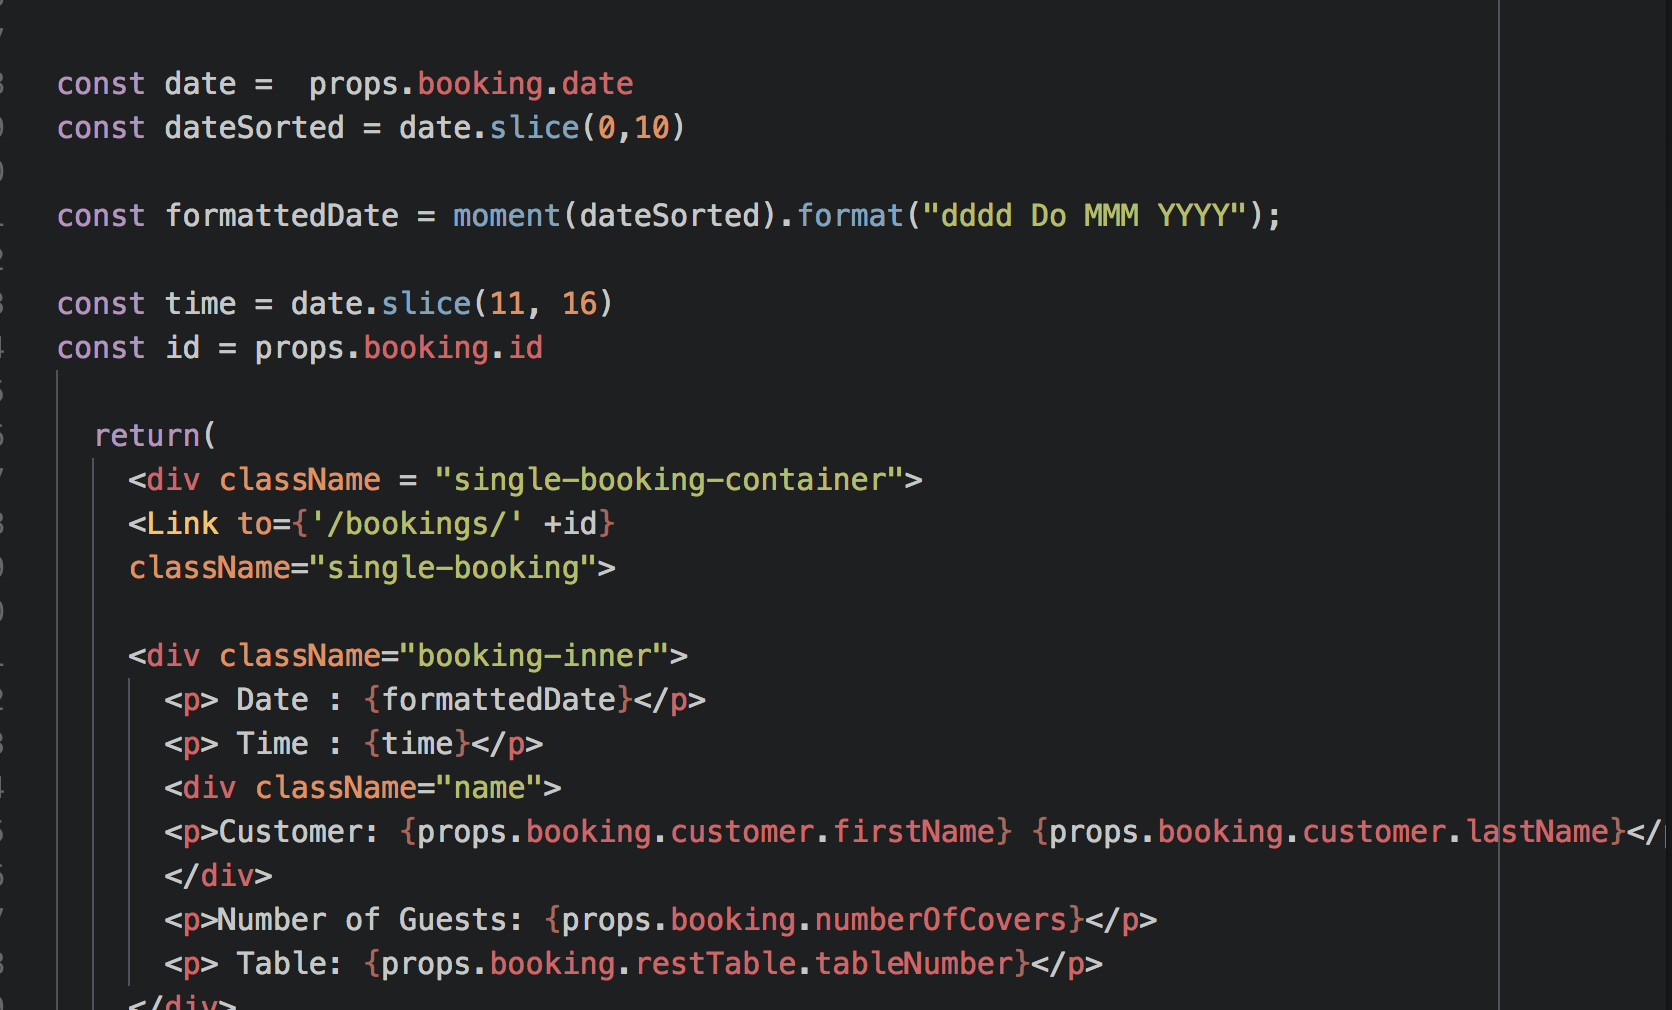 const date =  props.booking.date
const dateSorted = date.slice(0,10)
const formattedDate = moment(dateSorted).format("dddd Do MMM YYYY");
const time = date.slice(11, 16)
const id = props.booking.id
return(
<div className = "single-booking-container">
<Link to={'/bookings/' +id}
className="single-booking">
<div className="booking-inner">
<p> Date : {formattedDate}</p>
<p> Time : {time}</p>
<div className="name">
<p>Customer: {props.booking.customer.firstName} {props.booking.customer.lastName}</
</div>
<p>Number of Guests: {props.booking.numberOfCovers}</p>
<p> Table: {props.booking.restTable.tableNumber}</p>
</div>